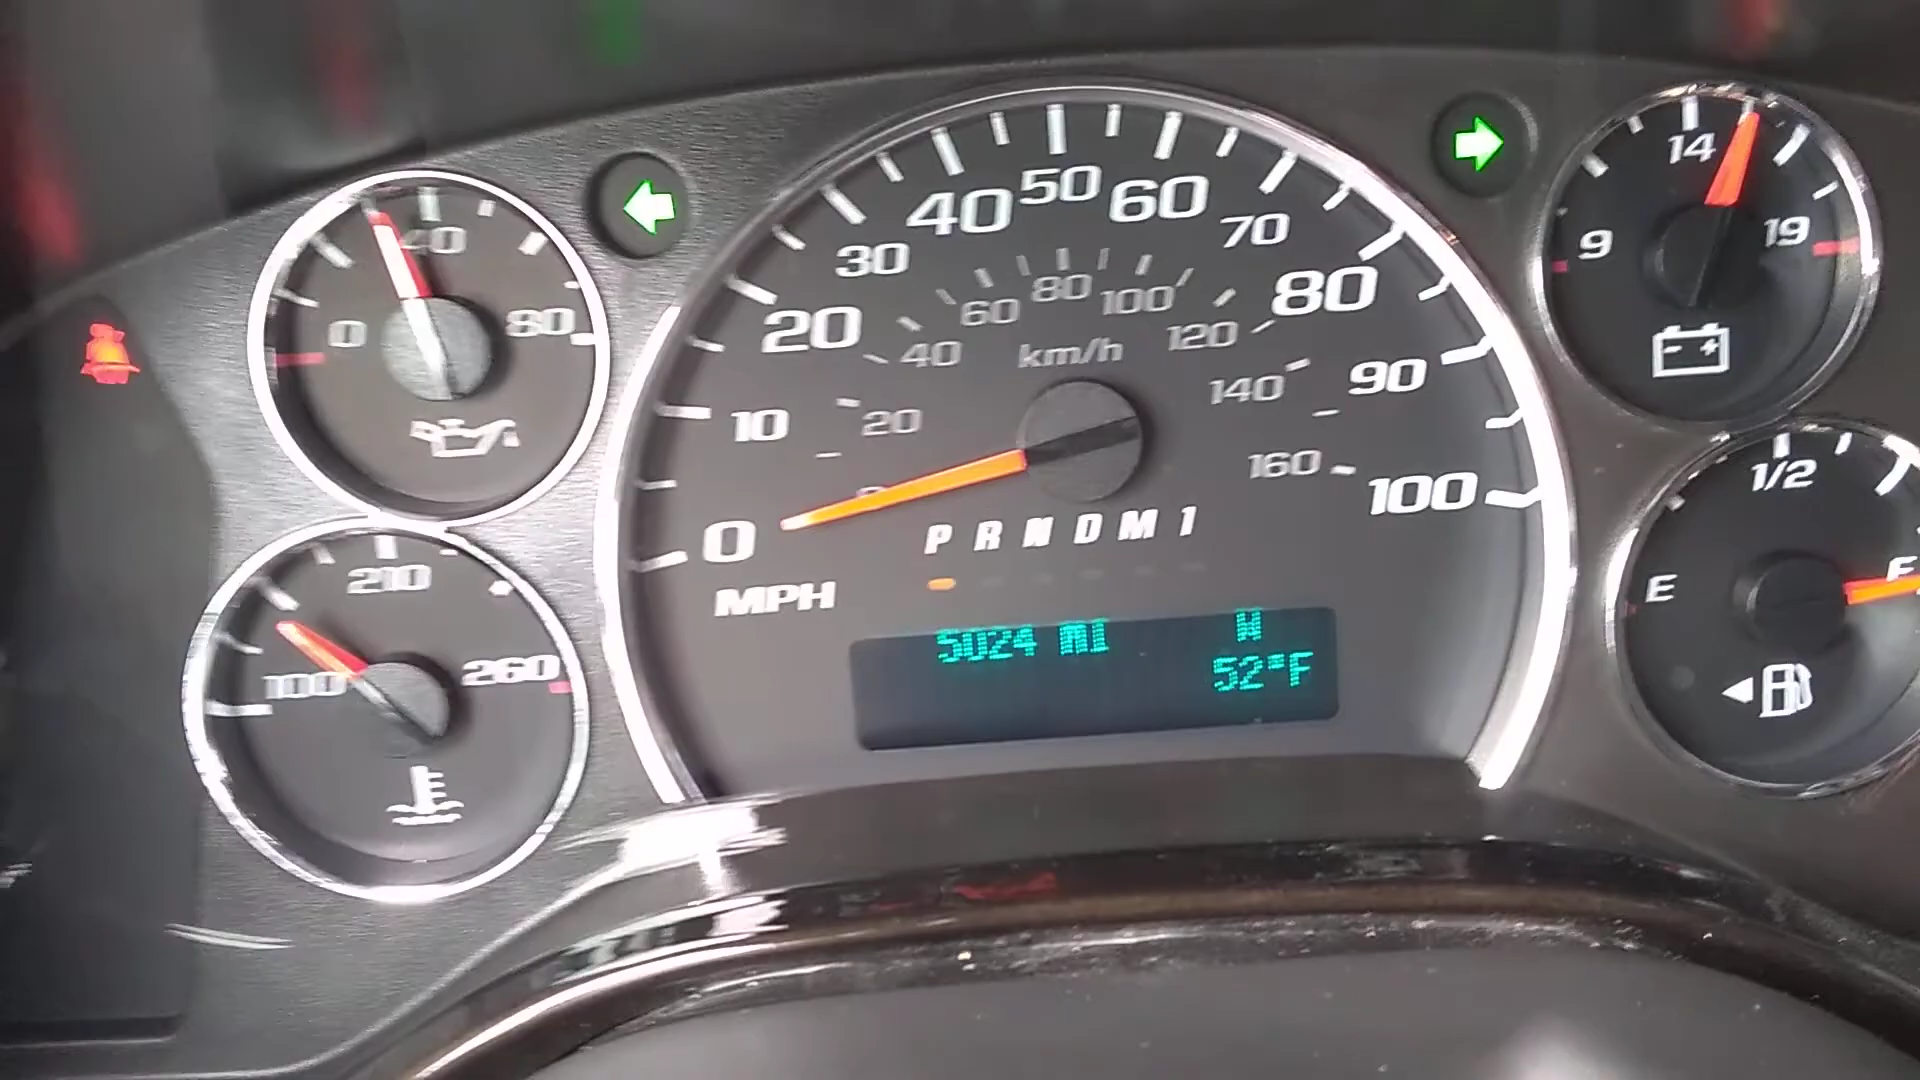 0 40 80
100 210 260
0 10 20 30 40 50 60 70 80 90 100
MPH
20 40 60 80 100 120 140 160
km/h
P R N D M 1
5024 mi W
52°F
9 14 19
E 1/2 F